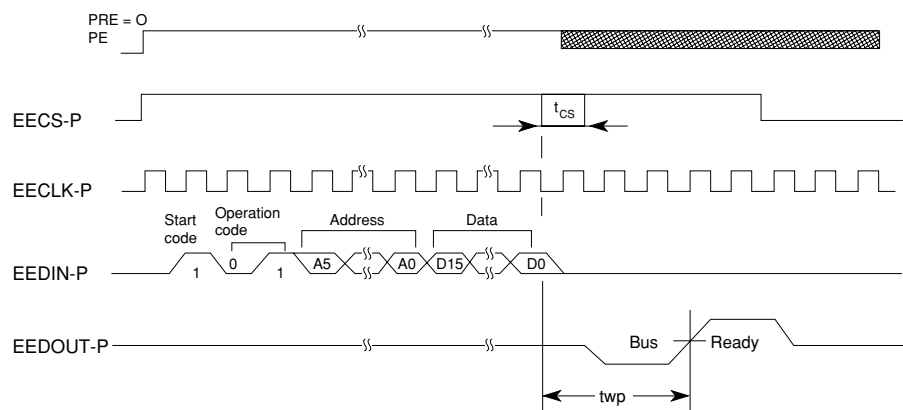 PRE = O
PE
EECS-P
tCS
EECLK-P
Start
code
Operation
code
Address
Data
EEDIN-P
1
0
1
A5
A0
D15
D0
EEDOUT-P
Bus
Ready
twp